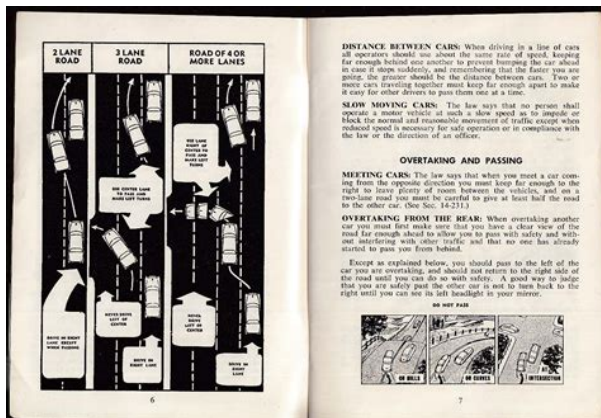 2 LANE
ROAD
3 LANE
ROAD
ROAD OF 4 OR
MORE LANES
USE LANE
RIGHT OF
CENTER TO
PASS AND
MAKE LEFT
TURNS
USE CENTER LANE
TO PASS AND
MAKE LEFT TURNS
NEVER DRIVE
LEFT OF
CENTER
NEVER
DRIVE
LEFT OF
CENTER
DRIVE IN RIGHT
LANE EXCEPT
WHEN PASSING
DRIVE IN
RIGHT LANE
DRIVE IN
RIGHT
LANE
6
DISTANCE BETWEEN CARS: When driving in a line of cars
all operators should use about the same rate of speed, keeping
far enough behind one another to prevent bumping the car ahead
in case it stops suddenly, and remembering that the faster you are
going, the greater should be the distance between cars. Two or
more cars traveling together must keep far enough apart to make
it easy for other drivers to pass them one at a time.
SLOW MOVING CARS: The law says that no person shall
operate a motor vehicle at such a slow speed as to impede or
block the normal and reasonable movement of traffic except when
reduced speed is necessary for safe operation or in compliance with
the law or the direction of an officer.
OVERTAKING AND PASSING
MEETING CARS: The law says that when you meet a car com-
ing from the opposite direction you must keep far enough to the
right to leave plenty of room between the vehicles, and on a
two-lane road you must be careful to give at least half the road
to the other car. (See Sec. 14-231.)
OVERTAKING FROM THE REAR: When overtaking another
car you must first make sure that you have a clear view of the
road far enough ahead to allow you to pass with safety and with-
out interfering with other traffic and that no one has already
started to pass you from behind.
Except as explained below, you should pass to the left of the
car you are overtaking, and should not return to the right side of
the road until you can do so with safety. A good way to judge
that you are safely past the other car is not to turn back to the
right until you can see its left headlight in your mirror.
DO NOT PASS
ON HILLS
ON CURVES
AT
INTERSECTION
7